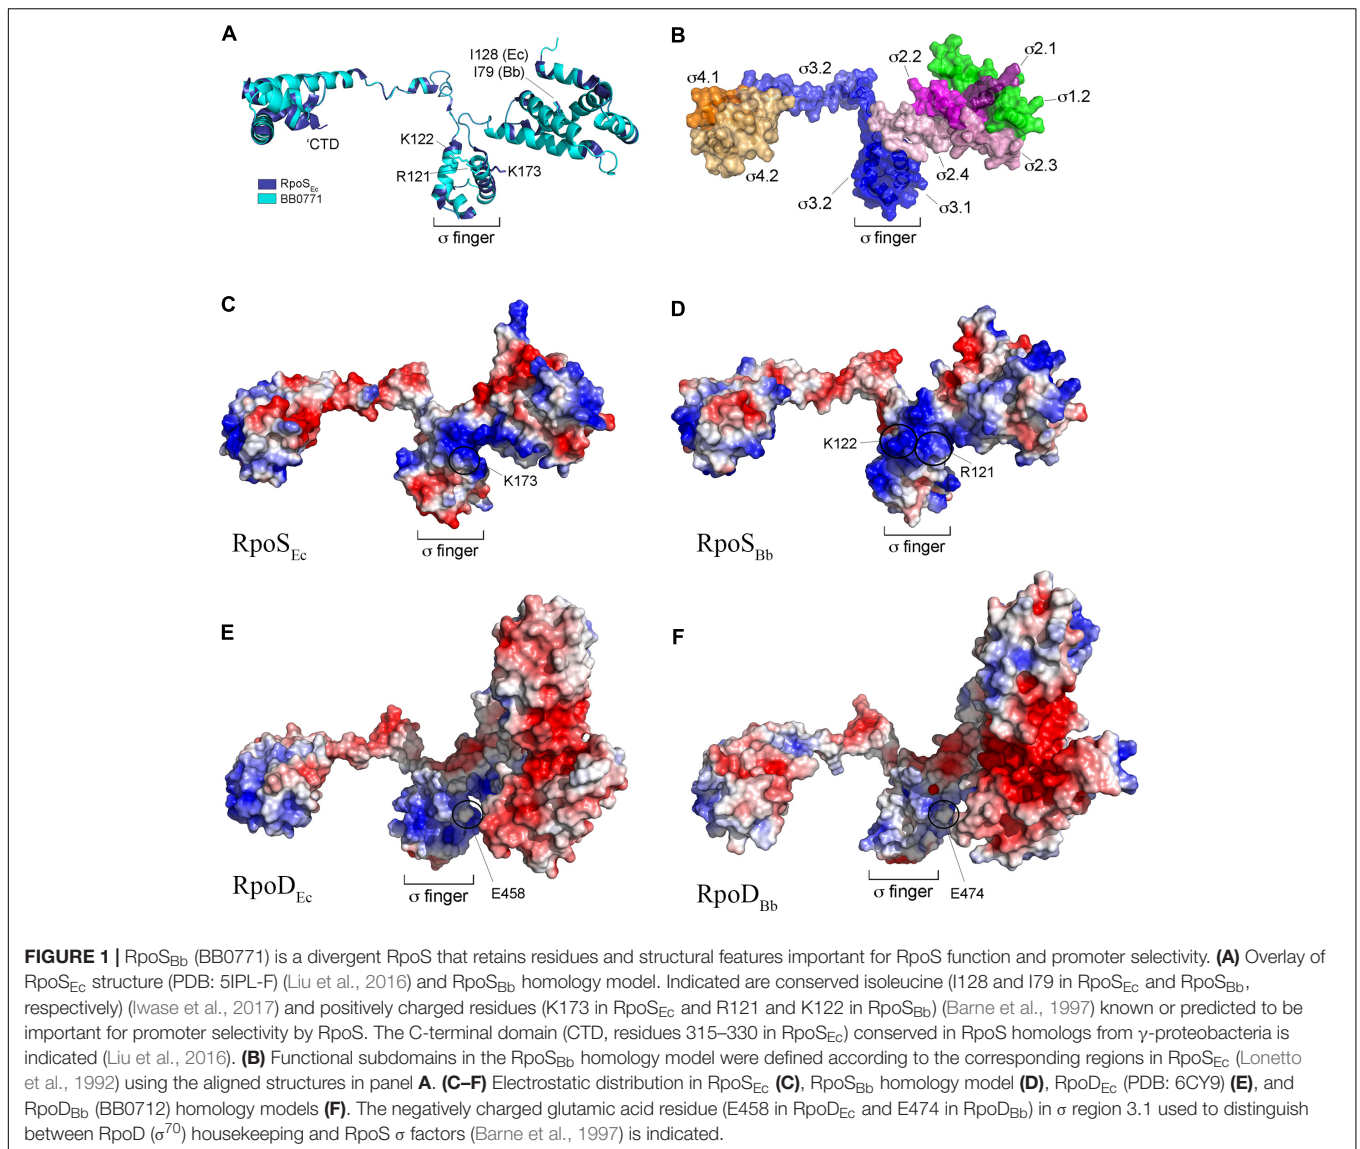 A
I128 (Ec)
I79 (Bb)
K122
R121
K173
'CTD
RpoSEc
BB0771
σ finger
B
σ4.1
σ3.2
σ2.2
σ2.1
σ1.2
σ2.3
σ2.4
σ4.2
σ3.2
σ3.1
σ finger
C
K173
RpoSEc
σ finger
D
K122
R121
RpoSBb
σ finger
E
RpoDEc
σ finger
E458
F
RpoDBb
σ finger
E474
FIGURE 1 | RpoSBb (BB0771) is a divergent RpoS that retains residues and structural features important for RpoS function and promoter selectivity. (A) Overlay of
RpoSEc structure (PDB: 5IPL-F) (Liu et al., 2016) and RpoSBb homology model. Indicated are conserved isoleucine (I128 and I79 in RpoSEc and RpoSBb,
respectively) (Iwase et al., 2017) and positively charged residues (K173 in RpoSEc and R121 and K122 in RpoSBb) (Barne et al., 1997) known or predicted to be
important for promoter selectivity by RpoS. The C-terminal domain (CTD, residues 315–330 in RpoSEc) conserved in RpoS homologs from γ-proteobacteria is
indicated (Liu et al., 2016). (B) Functional subdomains in the RpoSBb homology model were defined according to the corresponding regions in RpoSEc (Lonetto
et al., 1992) using the aligned structures in panel A. (C–F) Electrostatic distribution in RpoSEc (C), RpoSBb homology model (D), RpoDEc (PDB: 6CY9) (E), and
RpoDBb (BB0712) homology models (F). The negatively charged glutamic acid residue (E458 in RpoDEc and E474 in RpoDBb) in σ region 3.1 used to distinguish
between RpoD (σ70) housekeeping and RpoS σ factors (Barne et al., 1997) is indicated.